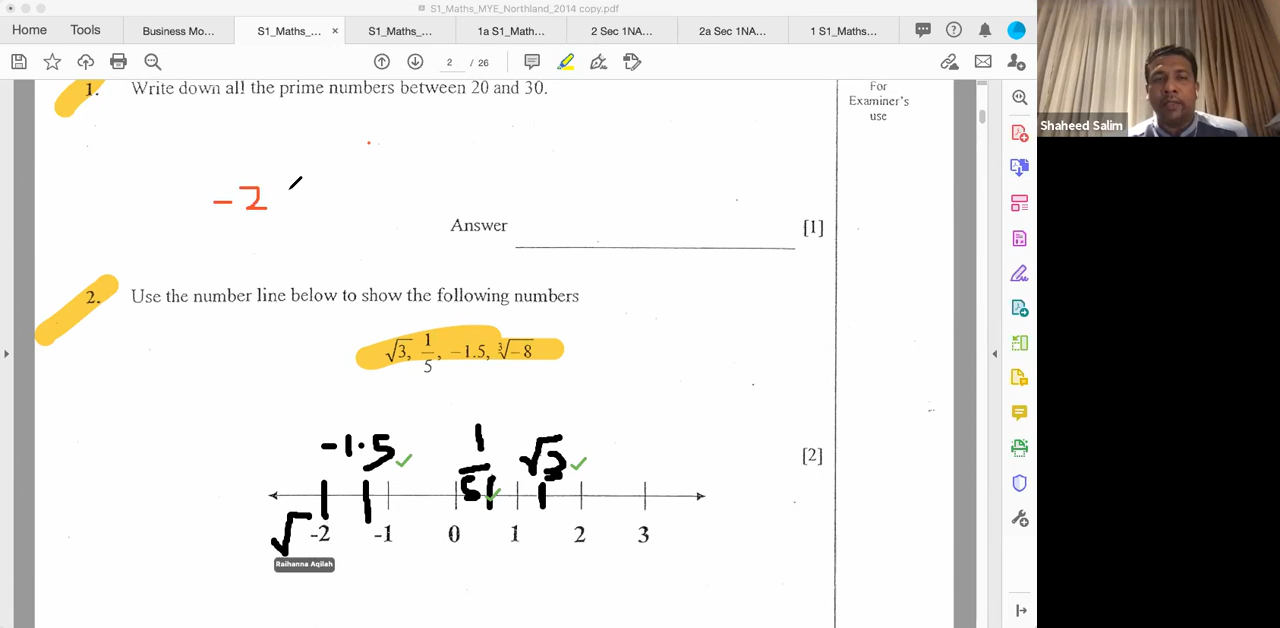 S1_Maths_MYE_Northland_2014 copy.pdf
Home Tools Business Mo... S1_Maths_... × S1_Maths_... 1a S1_Math... 2 Sec 1NA... 2a Sec 1NA... 1 S1_Maths...
2 / 26
1. Write down all the prime numbers between 20 and 30.
For
Examiner's
use
Shaheed Salim
-2
Answer [1]
2. Use the number line below to show the following numbers
√3, 1/5, -1.5, ∛-8
-1.5 ✓ 1/5 ✓ √3 ✓ [2]
√ -2 -1 0 1 2 3
Raihanna Aqilah